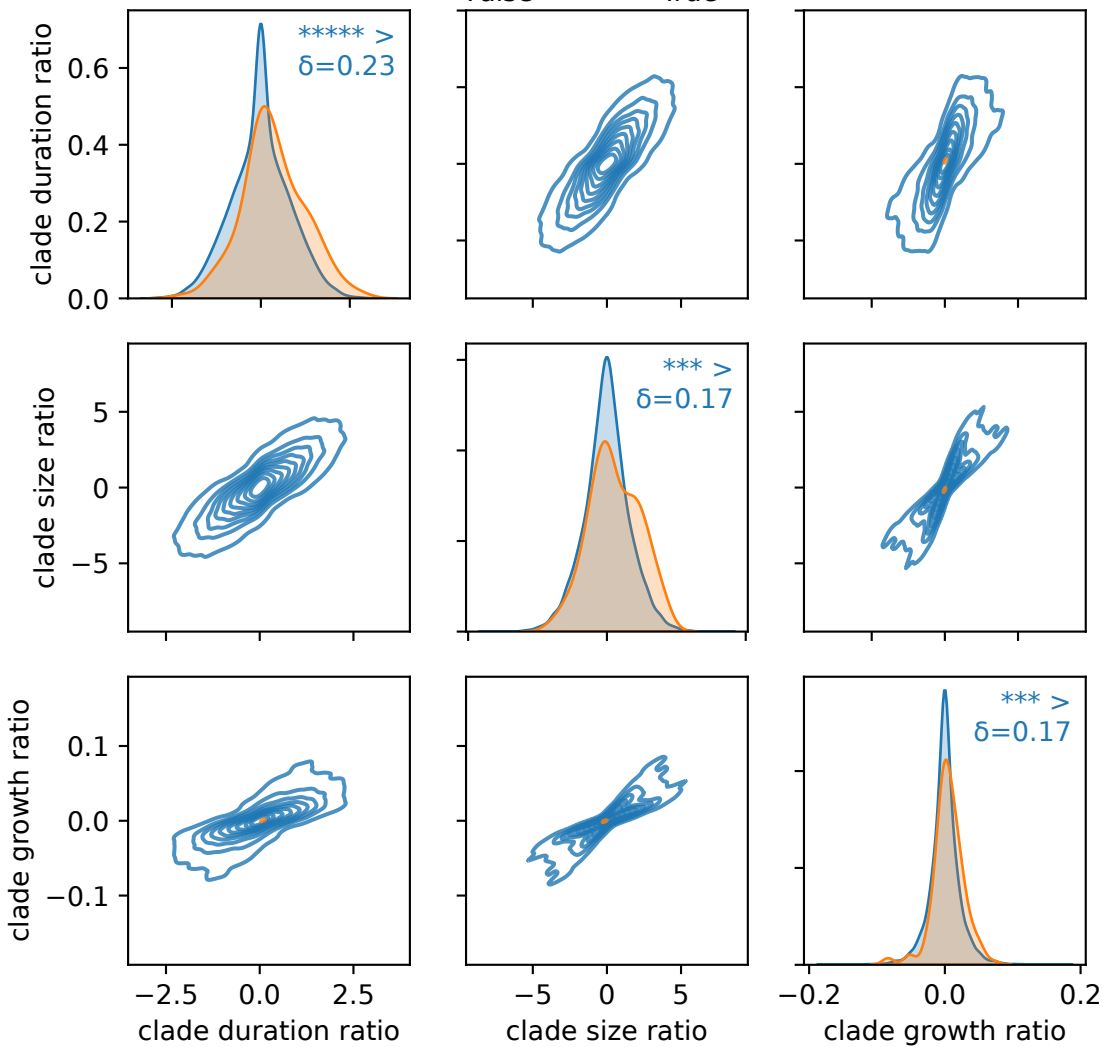 ***** >
δ=0.23
clade duration ratio
0.6
0.4
0.2
0.0
*** >
δ=0.17
clade size ratio
5
0
−5
*** >
δ=0.17
clade growth ratio
0.1
0.0
−0.1
−2.5 0.0 2.5
−5 0 5
−0.2 0.0 0.2
clade duration ratio
clade size ratio
clade growth ratio